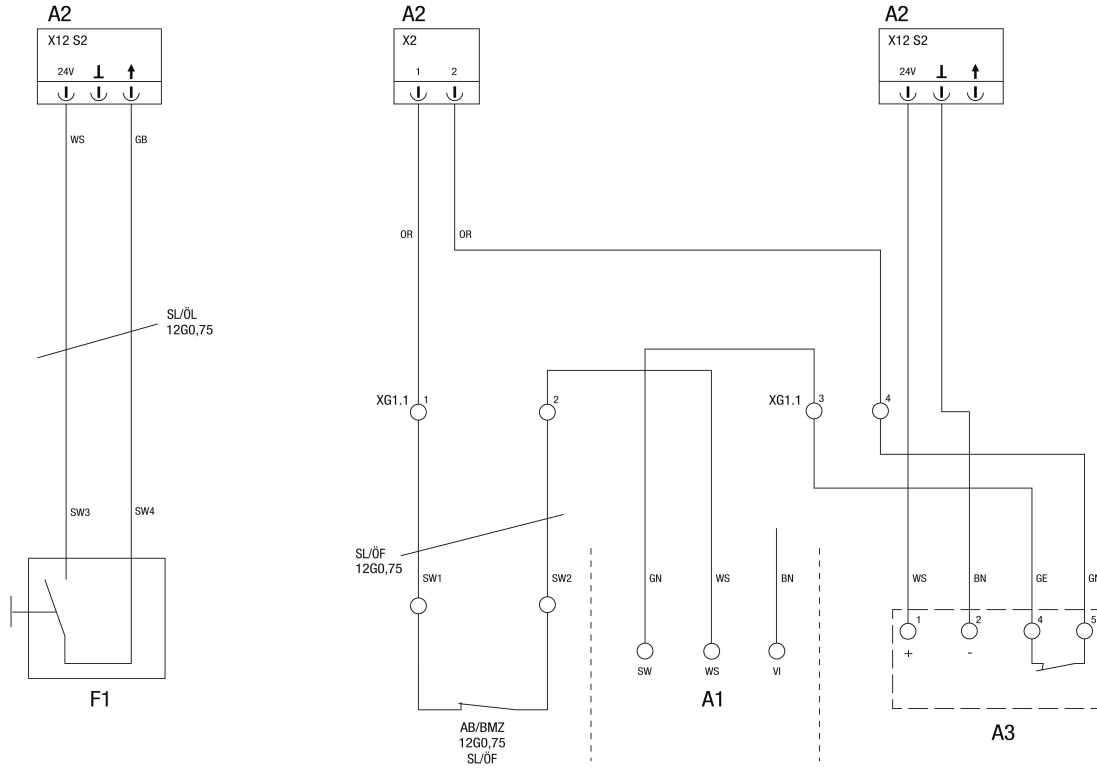 A2
A2
A2
X12 S2
X2
X12 S2
24V
1
2
24V
WS
GB
OR
OR
SL/ÖL
12G0,75
XG1.1
1
2
XG1.1
3
4
SW3
SW4
SL/ÖF
12G0,75
SW1
SW2
GN
WS
BN
WS
BN
GE
1
2
4
5
+
-
SW
WS
VI
F1
A1
AB/BMZ
12G0,75
SL/ÖF
A3